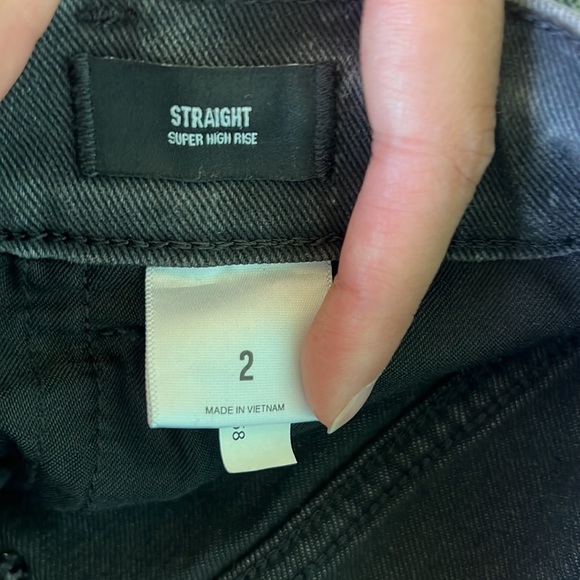 STRAIGHT
SUPER HIGH RISE
2
MADE IN VIETNAM